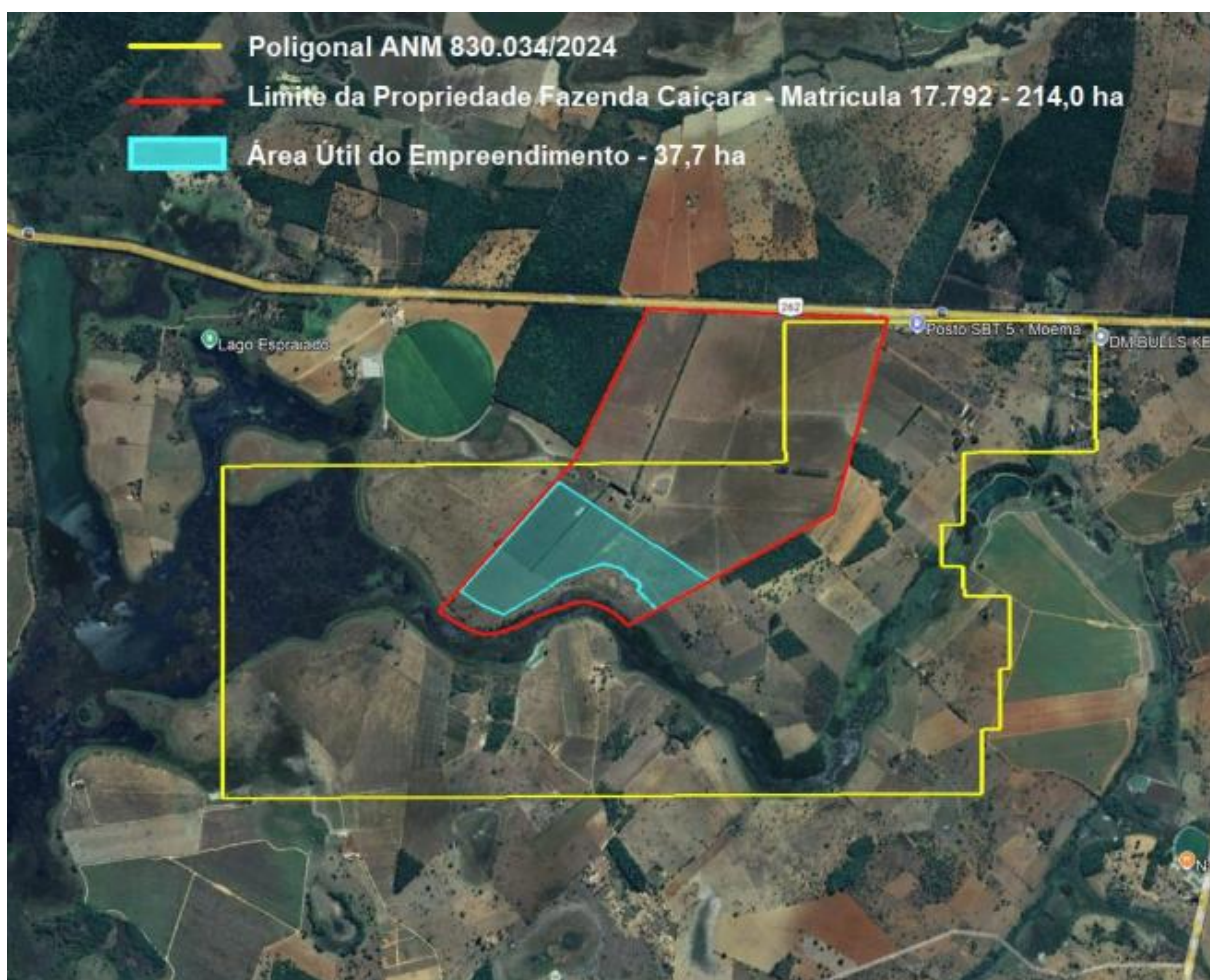 Poligonal ANM 830.034/2024
Limite da Propriedade Fazenda Caiçara - Matrícula 17.792 - 214,0 ha
Área Útil do Empreendimento - 37,7 ha
262
Posto SBT 5 - Moema
Lago Espraiado
DM BULLS KE
N